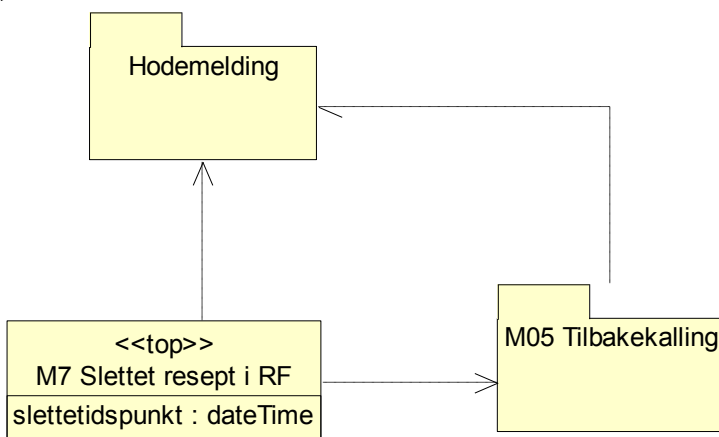 Hodemelding
<<top>>
M7 Slettet resept i RF
slettetidspunkt : dateTime
M05 Tilbakekalling